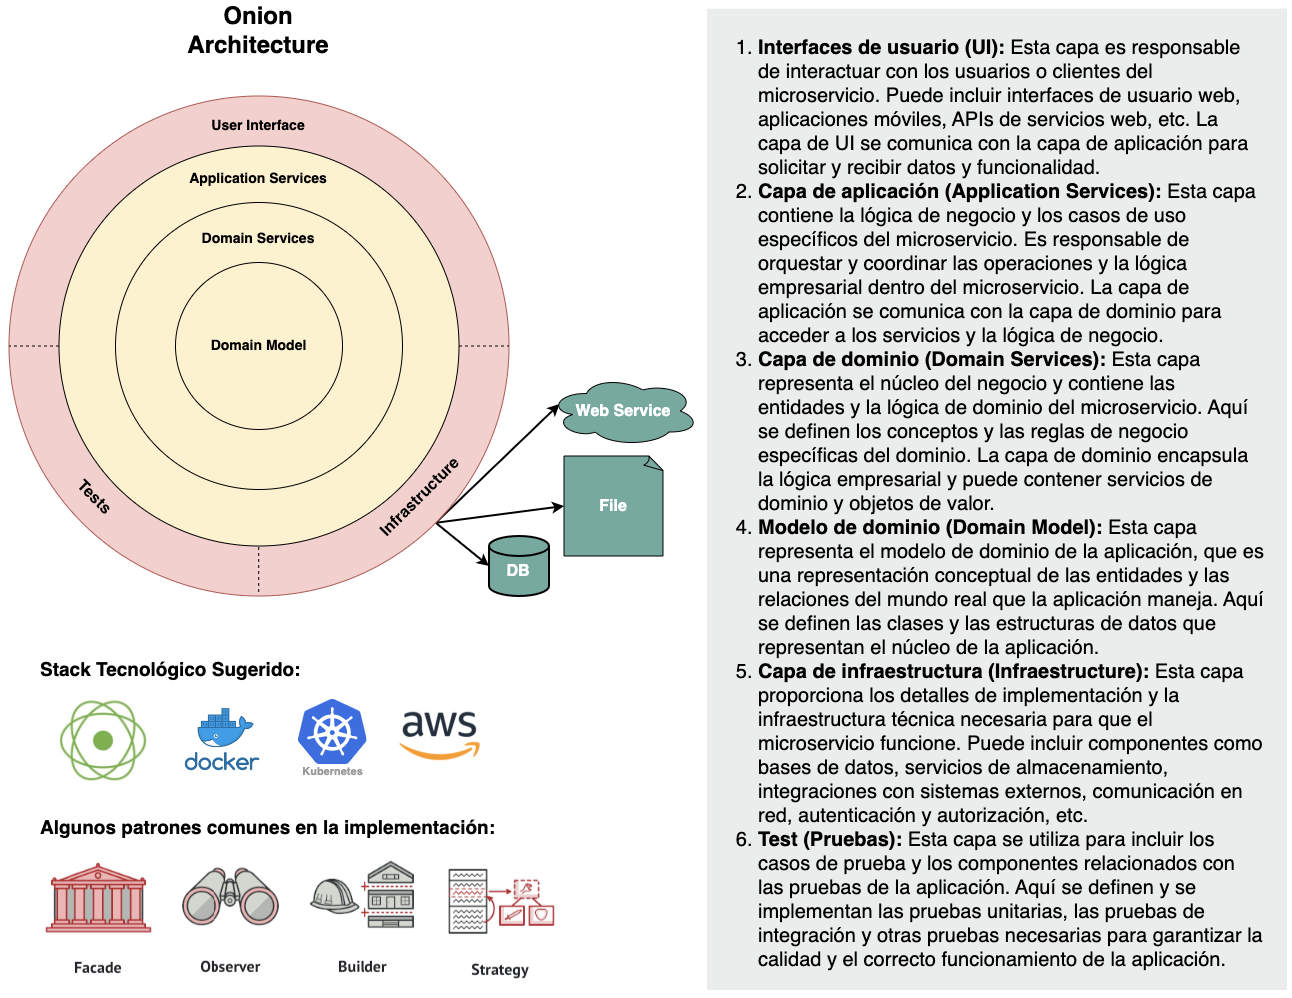 Onion
Architecture
User Interface
Application Services
Domain Services
Domain Model
Tests
Infrastructure
Web Service
File
DB
Stack Tecnológico Sugerido:
docker
Kubernetes
aws
Algunos patrones comunes en la implementación:
Facade
Observer
Builder
Strategy
1. Interfaces de usuario (UI): Esta capa es responsable
de interactuar con los usuarios o clientes del
microservicio. Puede incluir interfaces de usuario web,
aplicaciones móviles, APIs de servicios web, etc. La
capa de UI se comunica con la capa de aplicación para
solicitar y recibir datos y funcionalidad.
2. Capa de aplicación (Application Services): Esta capa
contiene la lógica de negocio y los casos de uso
específicos del microservicio. Es responsable de
orquestar y coordinar las operaciones y la lógica
empresarial dentro del microservicio. La capa de
aplicación se comunica con la capa de dominio para
acceder a los servicios y la lógica de negocio.
3. Capa de dominio (Domain Services): Esta capa
representa el núcleo del negocio y contiene las
entidades y la lógica de dominio del microservicio. Aquí
se definen los conceptos y las reglas de negocio
específicas del dominio. La capa de dominio encapsula
la lógica empresarial y puede contener servicios de
dominio y objetos de valor.
4. Modelo de dominio (Domain Model): Esta capa
representa el modelo de dominio de la aplicación, que es
una representación conceptual de las entidades y las
relaciones del mundo real que la aplicación maneja. Aquí
se definen las clases y las estructuras de datos que
representan el núcleo de la aplicación.
5. Capa de infraestructura (Infraestructure): Esta capa
proporciona los detalles de implementación y la
infraestructura técnica necesaria para que el
microservicio funcione. Puede incluir componentes como
bases de datos, servicios de almacenamiento,
integraciones con sistemas externos, comunicación en
red, autenticación y autorización, etc.
6. Test (Pruebas): Esta capa se utiliza para incluir los
casos de prueba y los componentes relacionados con
las pruebas de la aplicación. Aquí se definen y se
implementan las pruebas unitarias, las pruebas de
integración y otras pruebas necesarias para garantizar la
calidad y el correcto funcionamiento de la aplicación.